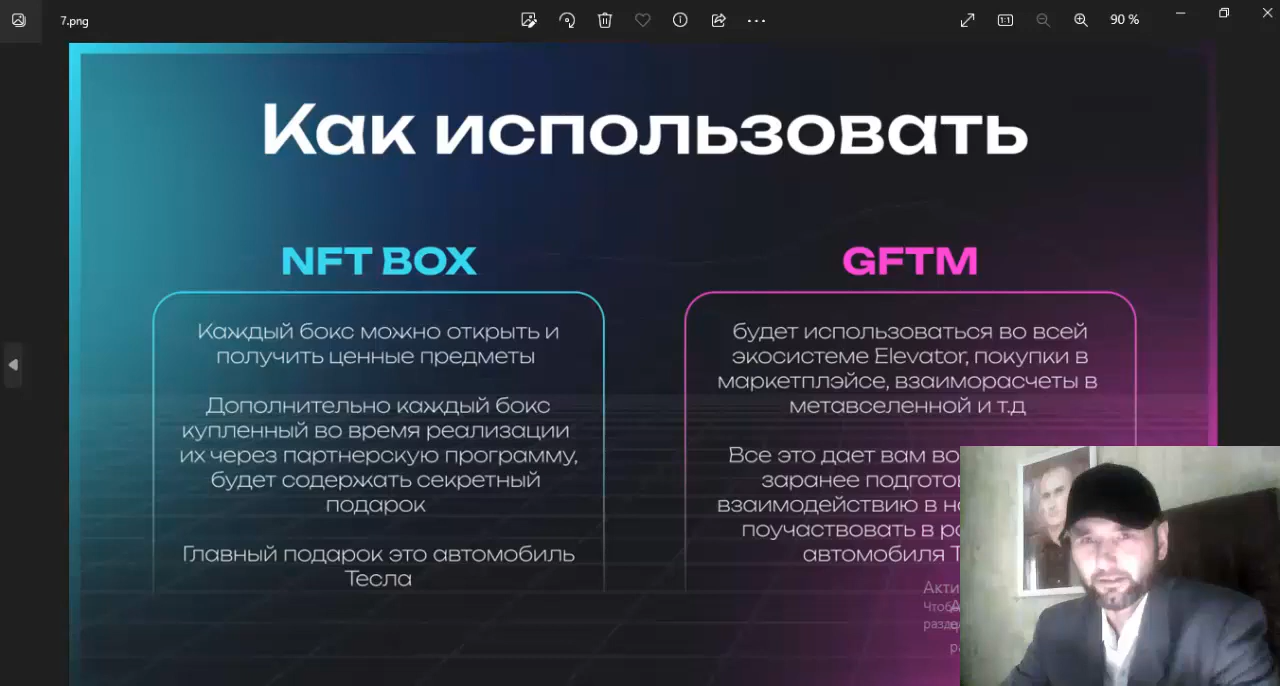 7.png
90 %
Как использовать
NFT BOX
Каждый бокс можно открыть и
получить ценные предметы
Дополнительно каждый бокс
купленный во время реализации
их через партнерскую программу,
будет содержать секретный
подарок
Главный подарок это автомобиль
Тесла
GFTM
будет использоваться во всей
экосистеме Elevator, покупки в
маркетплэйсе, взаиморасчеты в
метавселенной и т.д
Все это дает вам
заранее
взаимодействию в
поучаствовать в
автомобиля